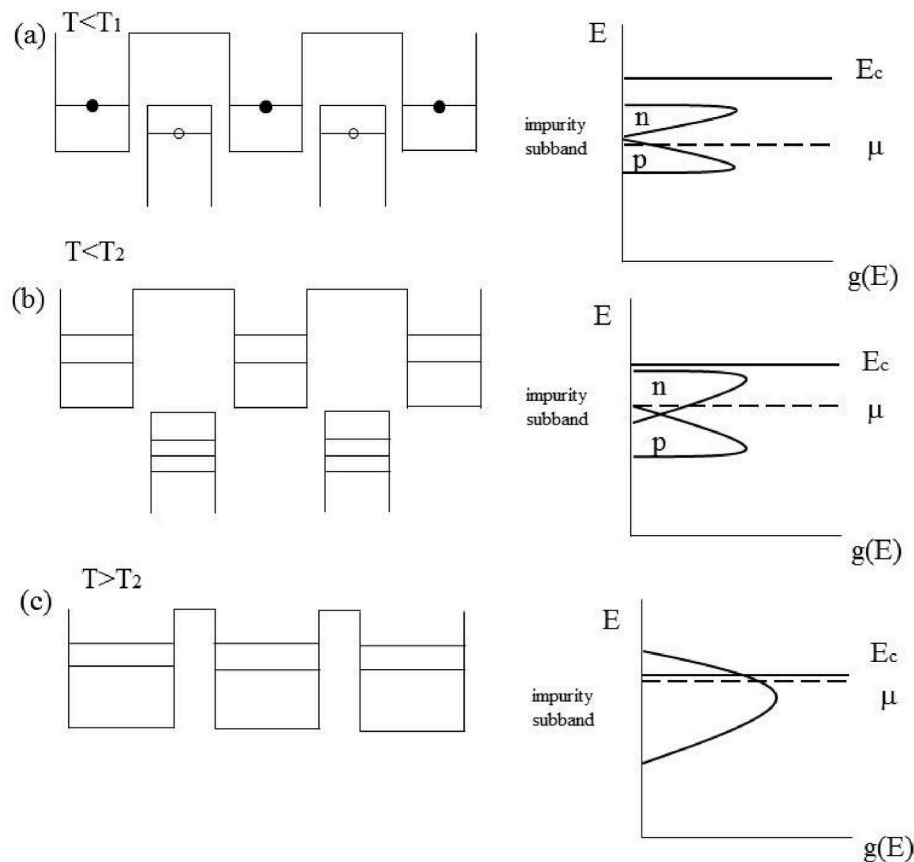 (a)
T<T1
E
Ec
n
impurity
subband
μ
p
g(E)
T<T2
(b)
E
Ec
n
impurity
subband
μ
p
g(E)
T>T2
(c)
E
Ec
impurity
subband
μ
g(E)